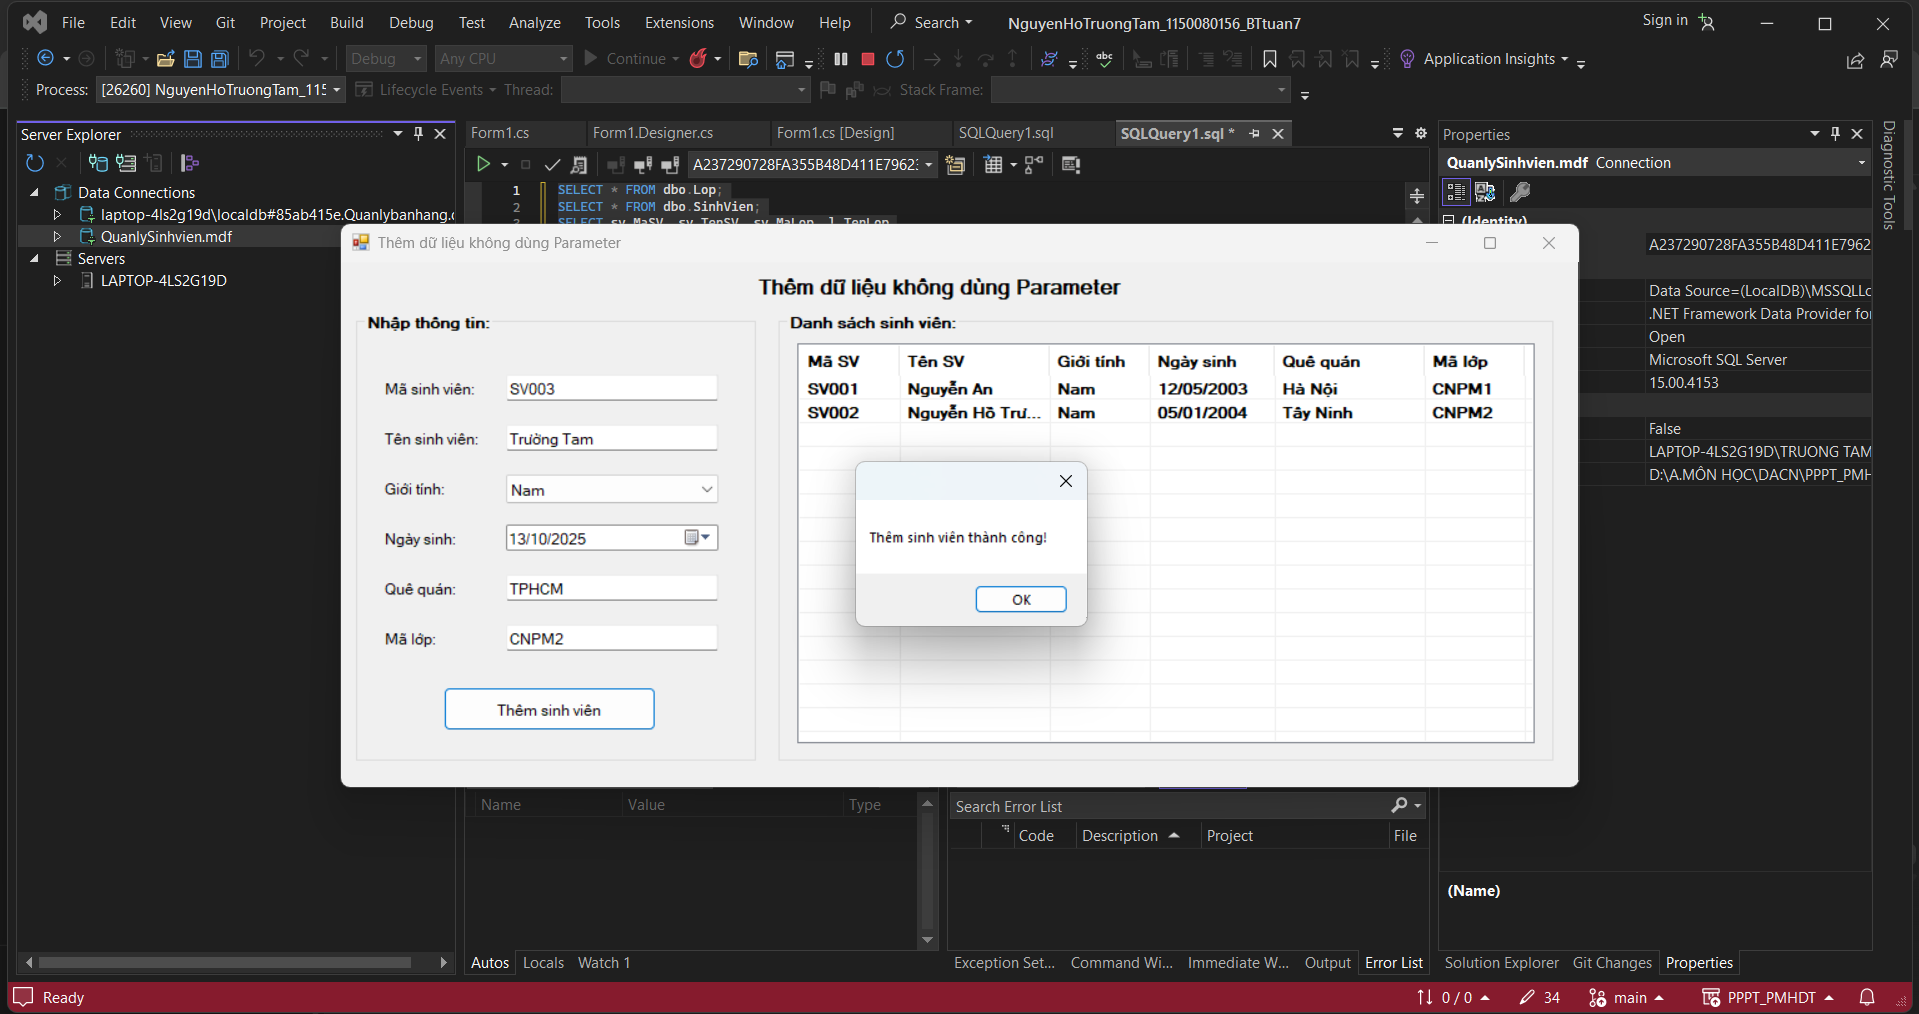 File Edit View Git Project Build Debug Test Analyze Tools Extensions Window Help Search NguyenHoTruongTam_1150080156_BTtuan7 Sign in
Debug Any CPU Continue Application Insights
Process: [26260] NguyenHoTruongTam_115 Lifecycle Events Thread: Stack Frame:
Server Explorer
Data Connections
laptop-4ls2g19d\localdb#85ab415e.Quanlybanhang.
QuanlySinhvien.mdf
Servers
LAPTOP-4LS2G19D
Form1.cs Form1.Designer.cs Form1.cs [Design] SQLQuery1.sql SQLQuery1.sql *
A237290728FA355B48D411E7962
1 SELECT * FROM dbo.Lop;
2 SELECT * FROM dbo.SinhVien;
SELECT sv.MaSV, sv.TenSV, sv.MaLop, l.TenLop
Thêm dữ liệu không dùng Parameter
Thêm dữ liệu không dùng Parameter
Nhập thông tin:
Mã sinh viên: SV003
Tên sinh viên: Trường Tam
Giới tính: Nam
Ngày sinh: 13/10/2025
Quê quán: TPHCM
Mã lớp: CNPM2
Thêm sinh viên
Danh sách sinh viên:
Mã SV Tên SV Giới tính Ngày sinh Quê quán Mã lớp
SV001 Nguyễn An Nam 12/05/2003 Hà Nội CNPM1
SV002 Nguyễn Hồ Trư... Nam 05/01/2004 Tây Ninh CNPM2
Thêm sinh viên thành công!
OK
Properties
QuanlySinhvien.mdf Connection
(Identity)
A237290728FA355B48D411E7962
Data Source=(LocalDB)\MSSQLLo
.NET Framework Data Provider fo
Open
Microsoft SQL Server
15.00.4153
False
LAPTOP-4LS2G19D\TRUONG TAM
D:\A.MÔN HỌC\DACN\PPPT_PMH
(Name)
Diagnostic Tools
Name Value Type
Autos Locals Watch 1
Search Error List
Code Description Project File
Exception Set... Command Wi... Immediate W... Output Error List
Solution Explorer Git Changes Properties
Ready 0 / 0 34 main PPPT_PMHDT